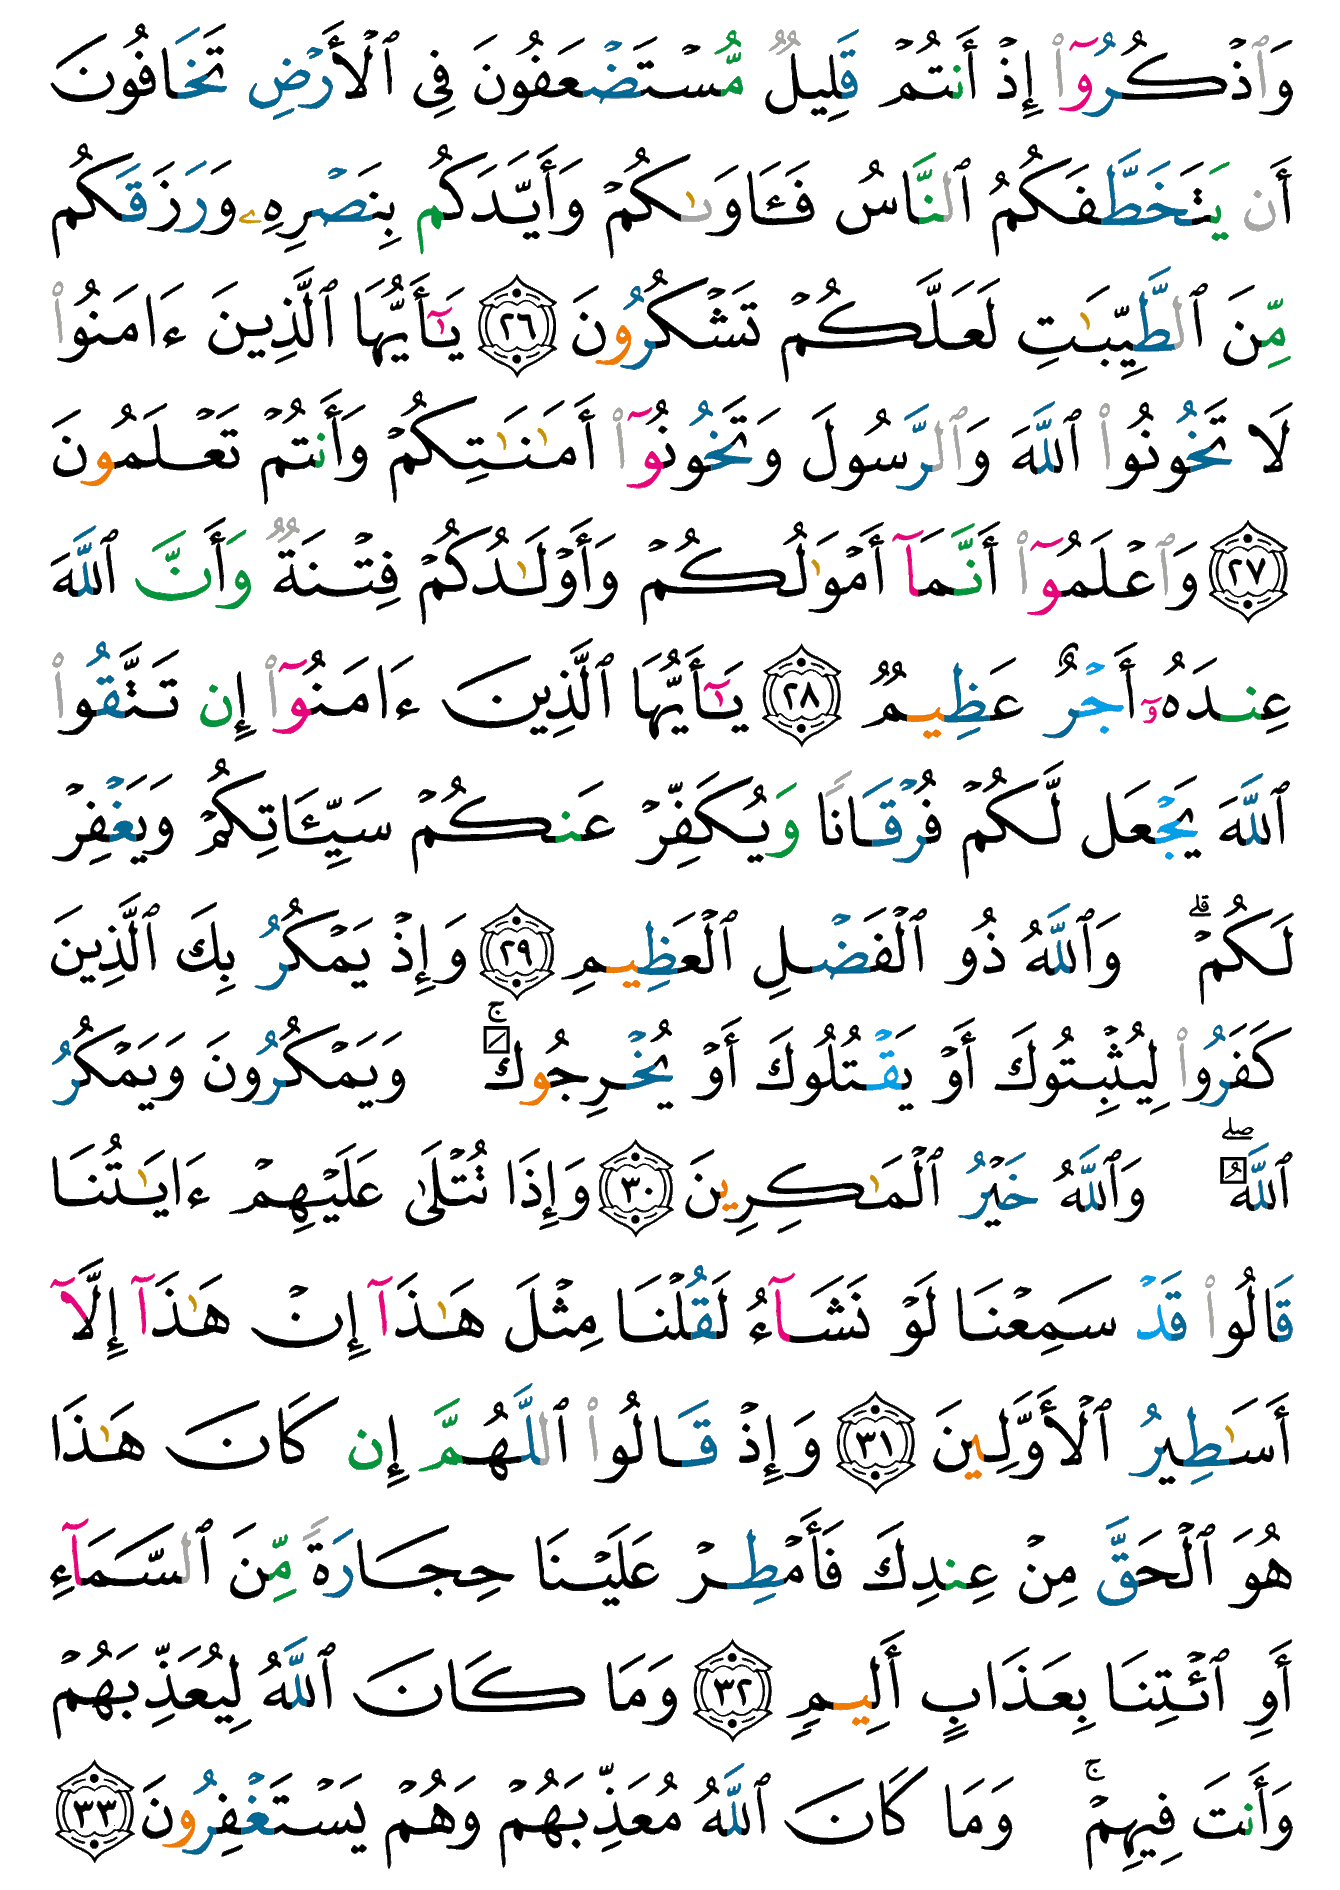 وَٱذْكُرُوٓا۟ إِذْ أَنتُمْ قَلِيلٌ مُّسْتَضْعَفُونَ فِى ٱلْأَرْضِ تَخَافُونَ
أَن يَتَخَطَّفَكُمُ ٱلنَّاسُ فَـَٔاوَىٰكُمْ وَأَيَّدَكُم بِنَصْرِهِۦ وَرَزَقَكُم
مِّنَ ٱلطَّيِّبَـٰتِ لَعَلَّكُمْ تَشْكُرُونَ ٢٦ يَـٰٓأَيُّهَا ٱلَّذِينَ ءَامَنُوا۟
لَا تَخُونُوا۟ ٱللَّهَ وَٱلرَّسُولَ وَتَخُونُوٓا۟ أَمَـٰنَـٰتِكُمْ وَأَنتُمْ تَعْلَمُونَ
٢٧ وَٱعْلَمُوٓا۟ أَنَّمَآ أَمْوَٰلُكُمْ وَأَوْلَـٰدُكُمْ فِتْنَةٌ وَأَنَّ ٱللَّهَ
عِندَهُۥٓ أَجْرٌ عَظِيمٌ ٢٨ يَـٰٓأَيُّهَا ٱلَّذِينَ ءَامَنُوٓا۟ إِن تَتَّقُوا۟
ٱللَّهَ يَجْعَل لَّكُمْ فُرْقَانًا وَيُكَفِّرْ عَنكُمْ سَيِّـَٔاتِكُمْ وَيَغْفِرْ
لَكُمْ ۗ وَٱللَّهُ ذُو ٱلْفَضْلِ ٱلْعَظِيمِ ٢٩ وَإِذْ يَمْكُرُ بِكَ ٱلَّذِينَ
كَفَرُوا۟ لِيُثْبِتُوكَ أَوْ يَقْتُلُوكَ أَوْ يُخْرِجُوكَ ۚ وَيَمْكُرُونَ وَيَمْكُرُ
ٱللَّهُ ۖ وَٱللَّهُ خَيْرُ ٱلْمَـٰكِرِينَ ٣٠ وَإِذَا تُتْلَىٰ عَلَيْهِمْ ءَايَـٰتُنَا
قَالُوا۟ قَدْ سَمِعْنَا لَوْ نَشَآءُ لَقُلْنَا مِثْلَ هَـٰذَآ إِنْ هَـٰذَآ إِلَّآ
أَسَـٰطِيرُ ٱلْأَوَّلِينَ ٣١ وَإِذْ قَالُوا۟ ٱللَّهُمَّ إِن كَانَ هَـٰذَا
هُوَ ٱلْحَقَّ مِنْ عِندِكَ فَأَمْطِرْ عَلَيْنَا حِجَارَةً مِّنَ ٱلسَّمَآءِ
أَوِ ٱئْتِنَا بِعَذَابٍ أَلِيمٍ ٣٢ وَمَا كَانَ ٱللَّهُ لِيُعَذِّبَهُمْ
وَأَنتَ فِيهِمْ ۚ وَمَا كَانَ ٱللَّهُ مُعَذِّبَهُمْ وَهُمْ يَسْتَغْفِرُونَ ٣٣